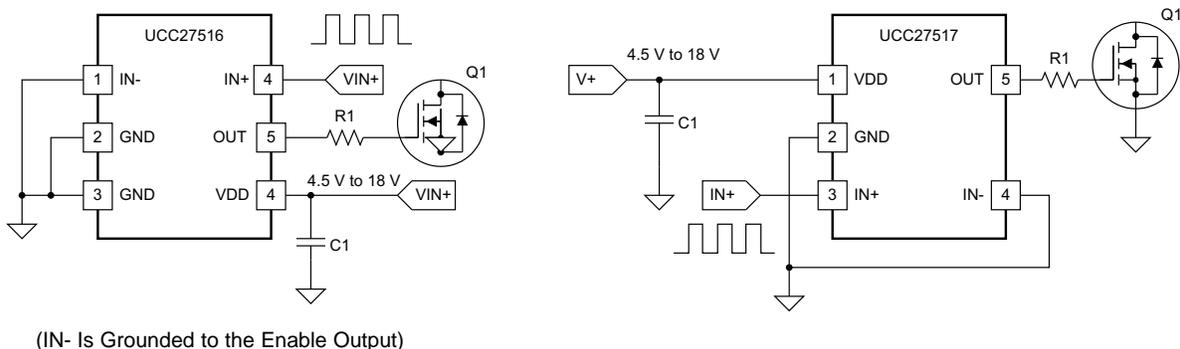 UCC27516
1 IN-
IN+ 4
VIN+
2 GND
OUT 5
R1
Q1
3 GND
VDD 4
4.5 V to 18 V
VIN+
C1
(IN- Is Grounded to the Enable Output)
UCC27517
V+
4.5 V to 18 V
1 VDD
OUT 5
R1
Q1
C1
2 GND
IN+
3 IN+
IN- 4